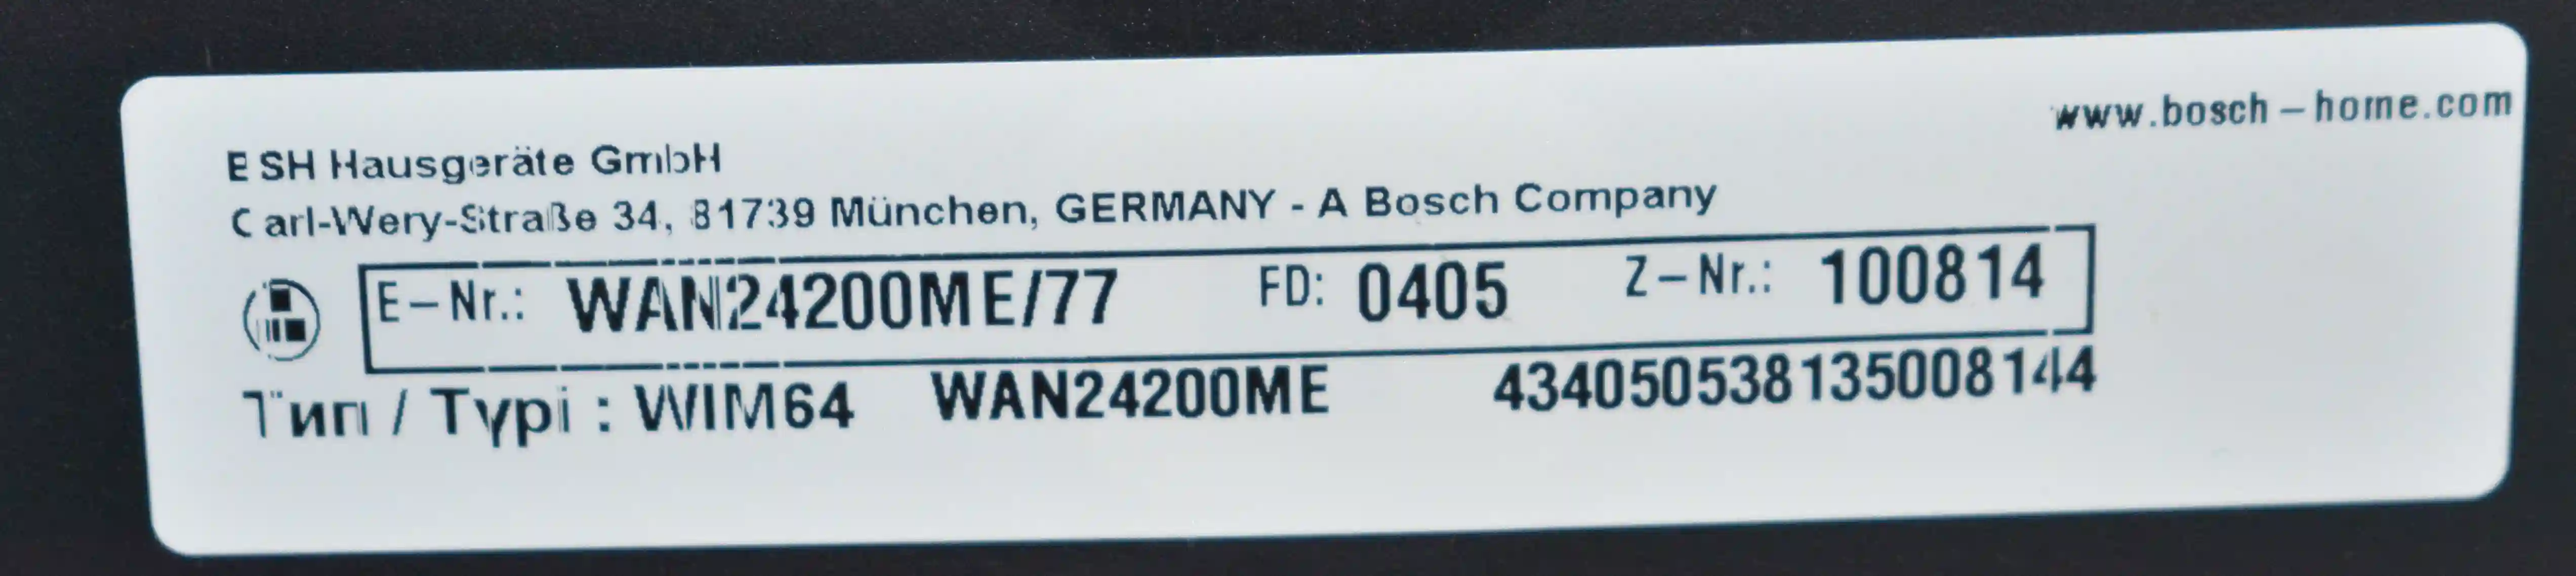 www.bosch-home.com
BSH Hausgeräte GmbH
Carl-Wery-Straße 34, 81739 München, GERMANY - A Bosch Company
E-Nr.: WAN24200ME/77 FD: 0405 Z-Nr.: 100814
Тип / Typi : WIM64 WAN24200ME 434050538135008144